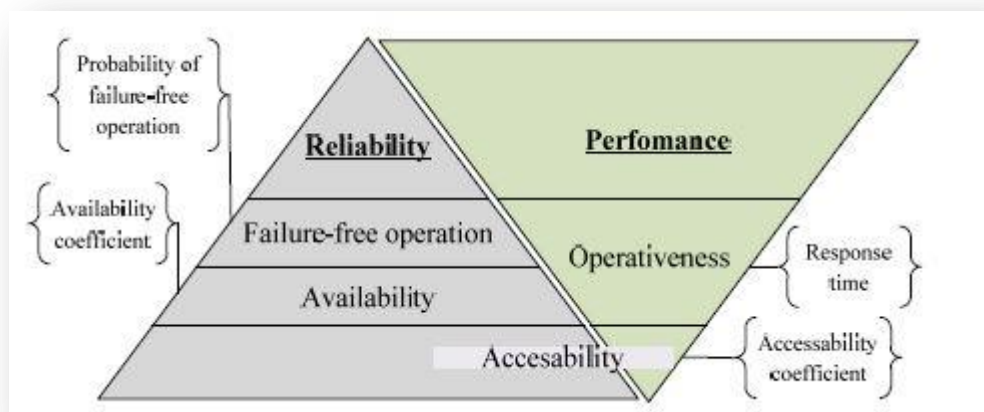 Probability of
failure-free
operation
Reliability
Perfomance
Availability
coefficient
Failure-free operation
Operativeness
Response
time
Availability
Accesability
Accessability
coefficient